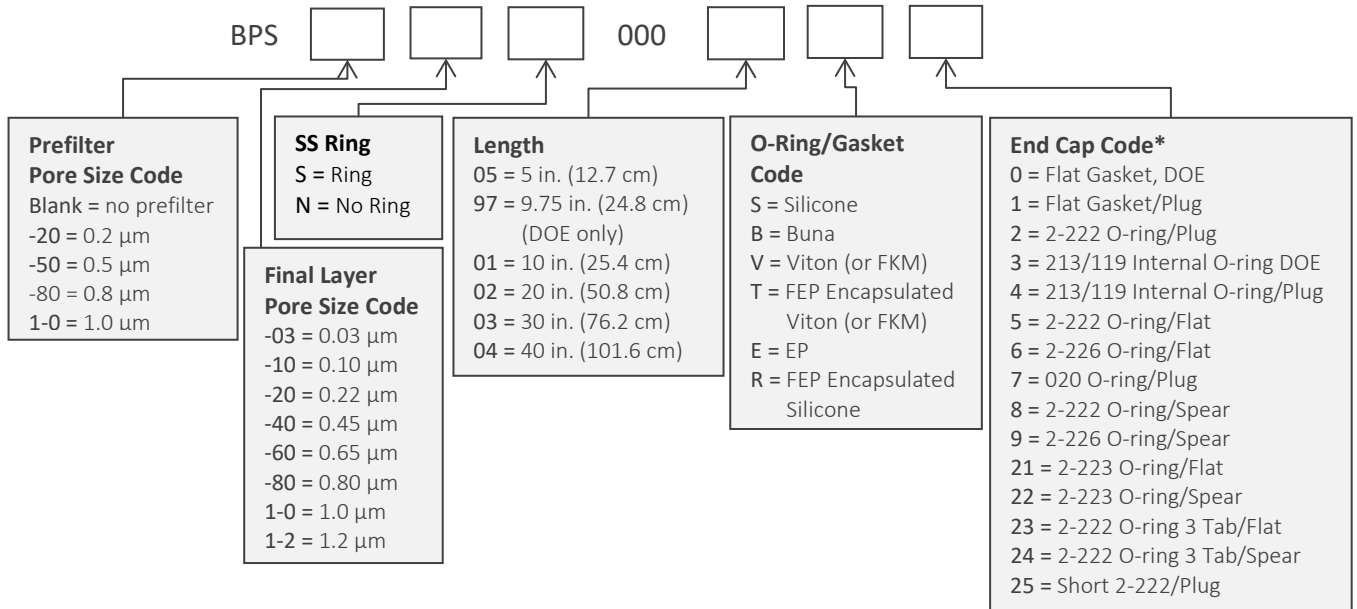 BPS 000
Prefilter
Pore Size Code
Blank = no prefilter
-20 = 0.2 µm
-50 = 0.5 µm
-80 = 0.8 µm
1-0 = 1.0 µm
Final Layer
Pore Size Code
-03 = 0.03 µm
-10 = 0.10 µm
-20 = 0.22 µm
-40 = 0.45 µm
-60 = 0.65 µm
-80 = 0.80 µm
1-0 = 1.0 µm
1-2 = 1.2 µm
SS Ring
S = Ring
N = No Ring
Length
05 = 5 in. (12.7 cm)
97 = 9.75 in. (24.8 cm)
(DOE only)
01 = 10 in. (25.4 cm)
02 = 20 in. (50.8 cm)
03 = 30 in. (76.2 cm)
04 = 40 in. (101.6 cm)
O-Ring/Gasket
Code
S = Silicone
B = Buna
V = Viton (or FKM)
T = FEP Encapsulated
Viton (or FKM)
E = EP
R = FEP Encapsulated
Silicone
End Cap Code*
0 = Flat Gasket, DOE
1 = Flat Gasket/Plug
2 = 2-222 O-ring/Plug
3 = 213/119 Internal O-ring DOE
4 = 213/119 Internal O-ring/Plug
5 = 2-222 O-ring/Flat
6 = 2-226 O-ring/Flat
7 = 020 O-ring/Plug
8 = 2-222 O-ring/Spear
9 = 2-226 O-ring/Spear
21 = 2-223 O-ring/Flat
22 = 2-223 O-ring/Spear
23 = 2-222 O-ring 3 Tab/Flat
24 = 2-222 O-ring 3 Tab/Spear
25 = Short 2-222/Plug